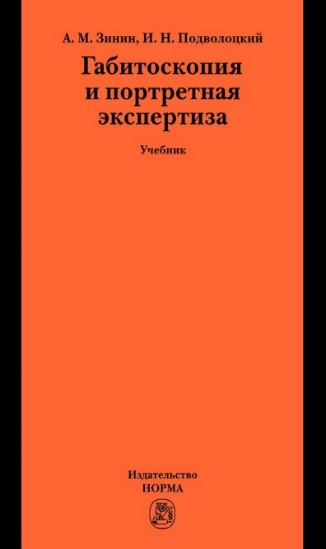 А. М. Зинин, И. Н. Подволоцкий
Габитоскопия
и портретная
экспертиза
Учебник
Издательство
НОРМА